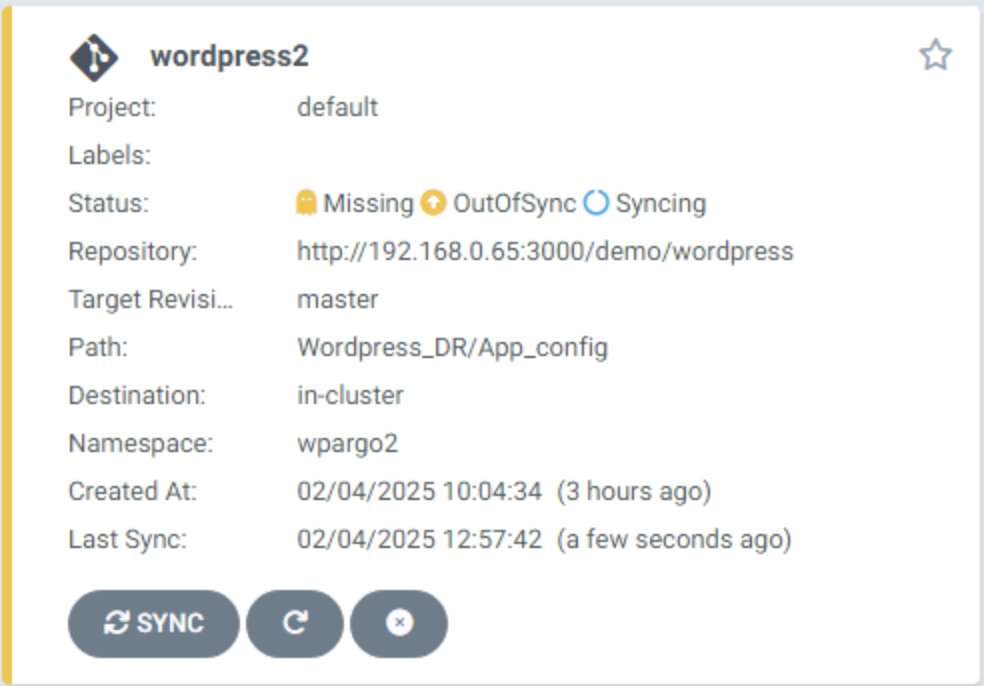 wordpress2
Project: default
Labels:
Status: Missing OutOfSync Syncing
Repository: http://192.168.0.65:3000/demo/wordpress
Target Revisi... master
Path: Wordpress_DR/App_config
Destination: in-cluster
Namespace: wpargo2
Created At: 02/04/2025 10:04:34 (3 hours ago)
Last Sync: 02/04/2025 12:57:42 (a few seconds ago)
SYNC